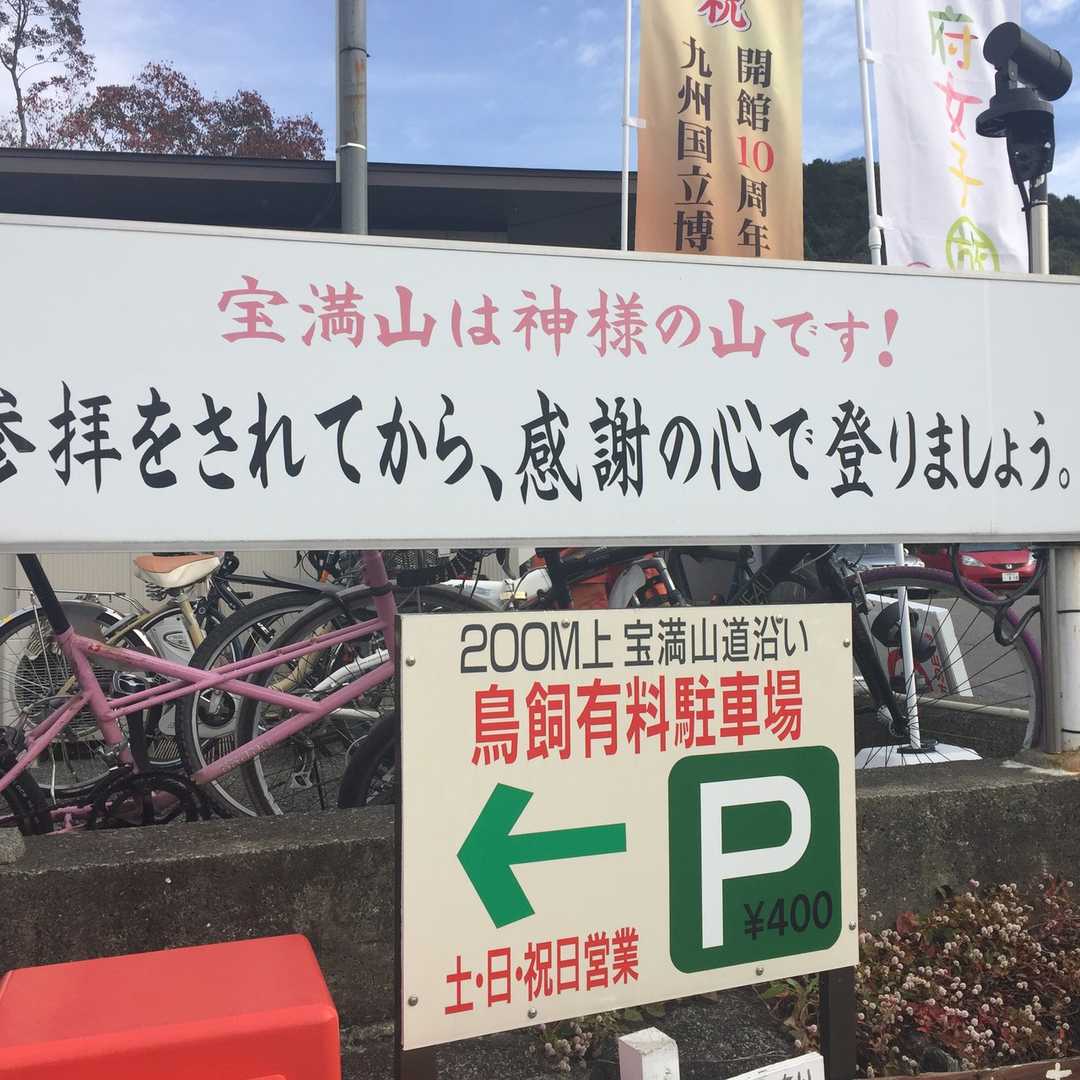 祝
開館10周年
九州国立博
府女子旅
宝満山は神様の山です!
参拝をされてから、感謝の心で登りましょう。
200M上 宝満山道沿い
鳥飼有料駐車場
P
¥400
土・日・祝日営業